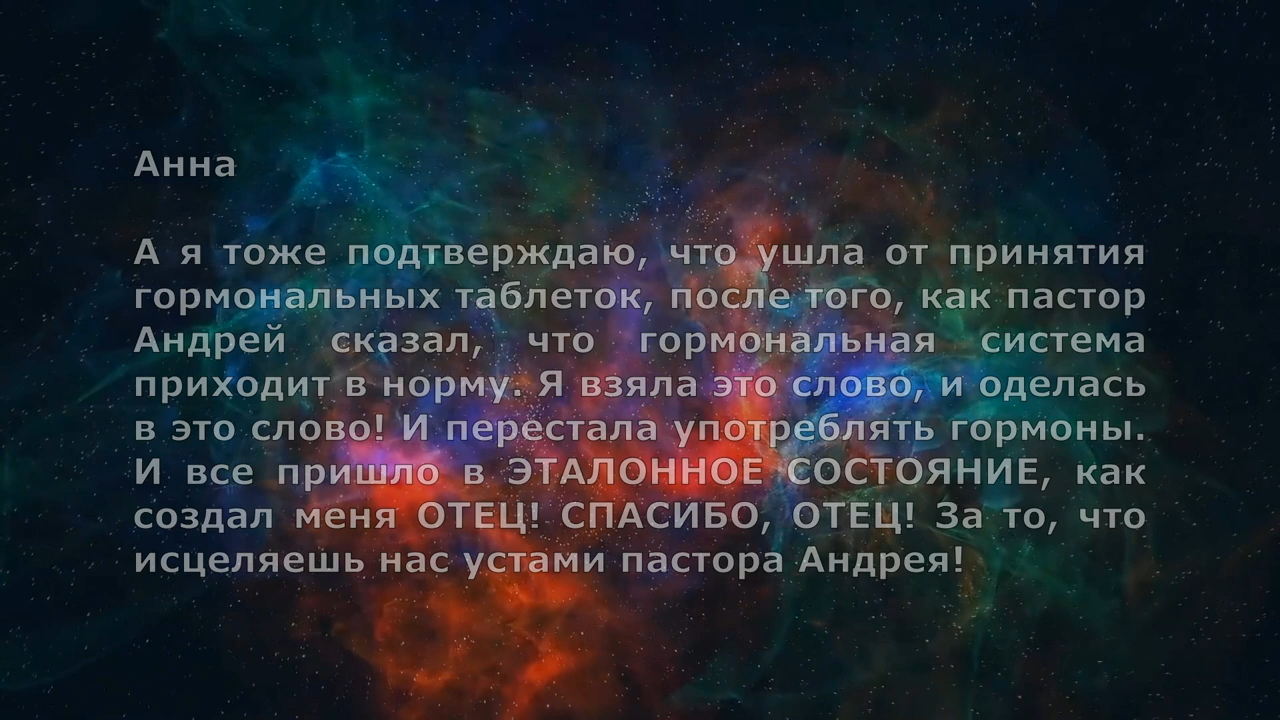 Анна
А я тоже подтверждаю, что ушла от принятия
гормональных таблеток, после того, как пастор
Андрей сказал, что гормональная система
приходит в норму. Я взяла это слово, и оделась
в это слово! И перестала употреблять гормоны.
И все пришло в ЭТАЛОННОЕ СОСТОЯНИЕ, как
создал меня ОТЕЦ! СПАСИБО, ОТЕЦ! За то, что
исцеляешь нас устами пастора Андрея!